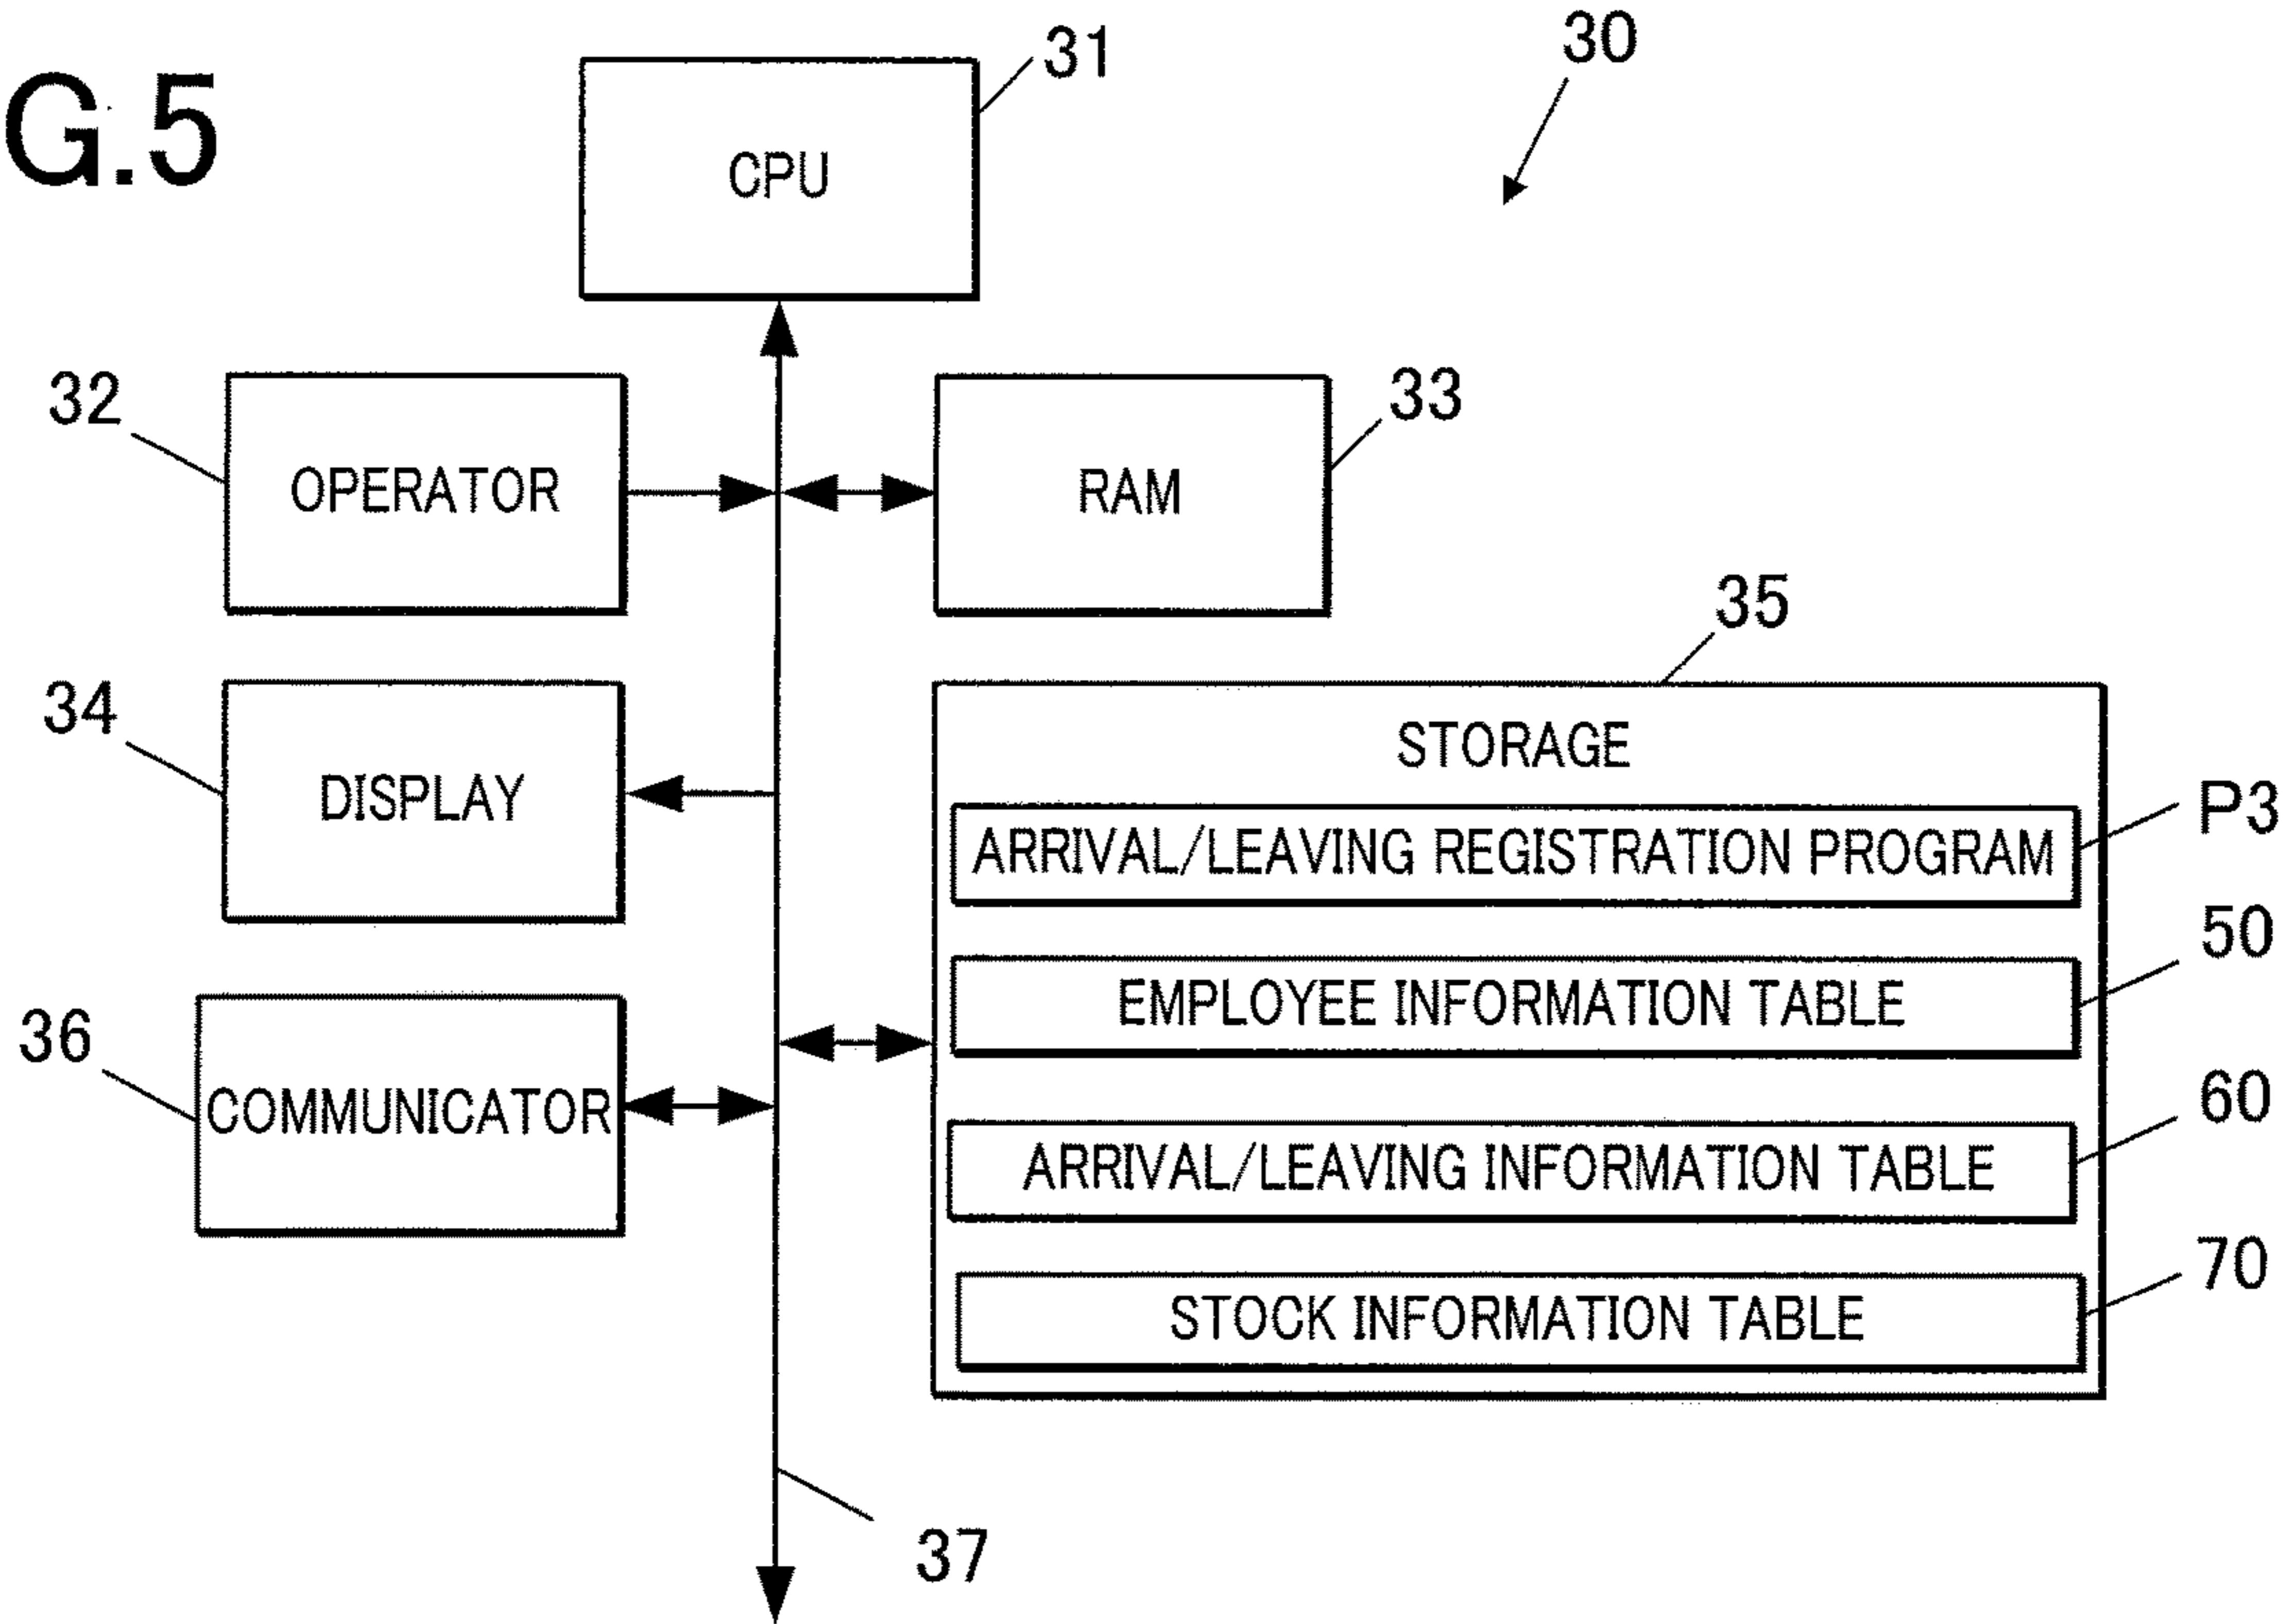 G.5
30
31
CPU
32
OPERATOR
33
RAM
34
DISPLAY
35
STORAGE
P3
ARRIVAL/LEAVING REGISTRATION PROGRAM
50
EMPLOYEE INFORMATION TABLE
36
COMMUNICATOR
60
ARRIVAL/LEAVING INFORMATION TABLE
70
STOCK INFORMATION TABLE
37